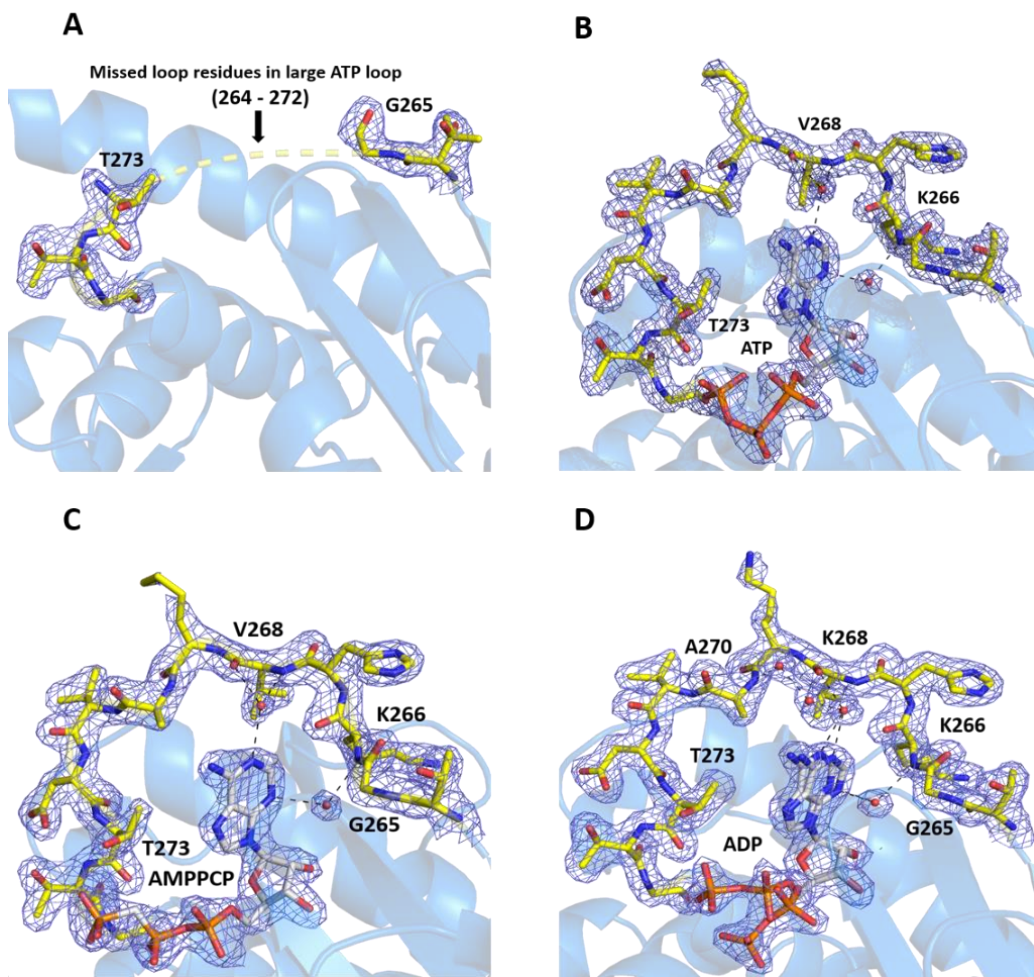 A
Missed loop residues in large ATP loop
(264 - 272)
G265
T273
B
V268
K266
T273
ATP
C
V268
K266
G265
T273
AMPPCP
D
A270
K268
K266
T273
G265
ADP